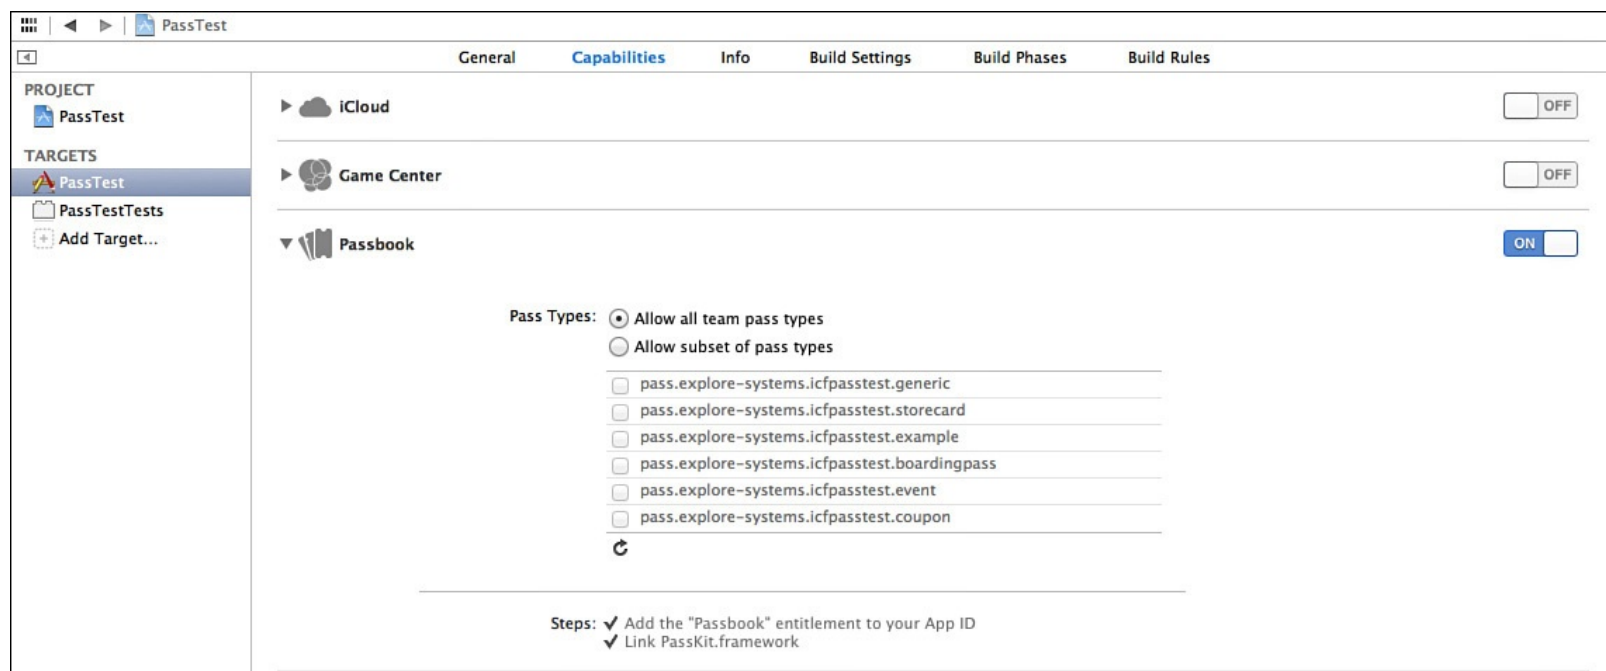 PassTest
General Capabilities Info Build Settings Build Phases Build Rules
PROJECT
PassTest
TARGETS
PassTest
PassTestTests
Add Target...
iCloud OFF
Game Center OFF
Passbook ON
Pass Types: Allow all team pass types
Allow subset of pass types
pass.explore-systems.icfpasstest.generic
pass.explore-systems.icfpasstest.storecard
pass.explore-systems.icfpasstest.example
pass.explore-systems.icfpasstest.boardingpass
pass.explore-systems.icfpasstest.event
pass.explore-systems.icfpasstest.coupon
Steps: ✔ Add the "Passbook" entitlement to your App ID
✔ Link PassKit.framework